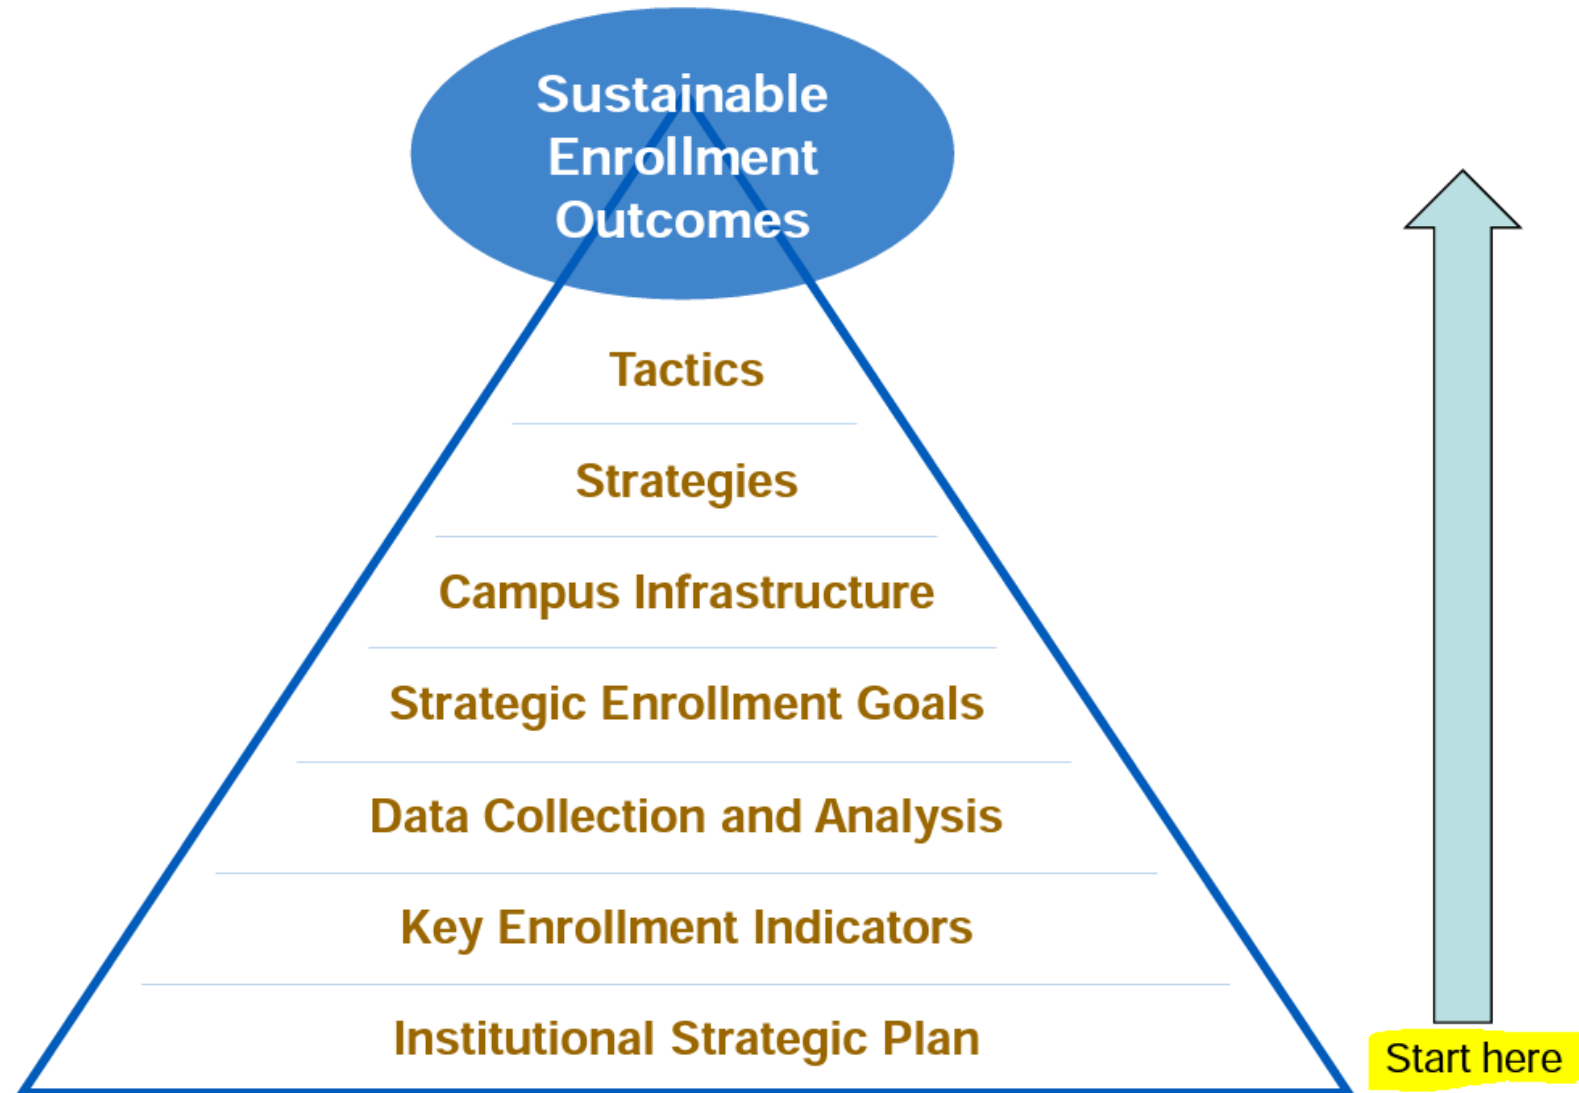 Sustainable
Enrollment
Outcomes
Tactics
Strategies
Campus Infrastructure
Strategic Enrollment Goals
Data Collection and Analysis
Key Enrollment Indicators
Institutional Strategic Plan
Start here